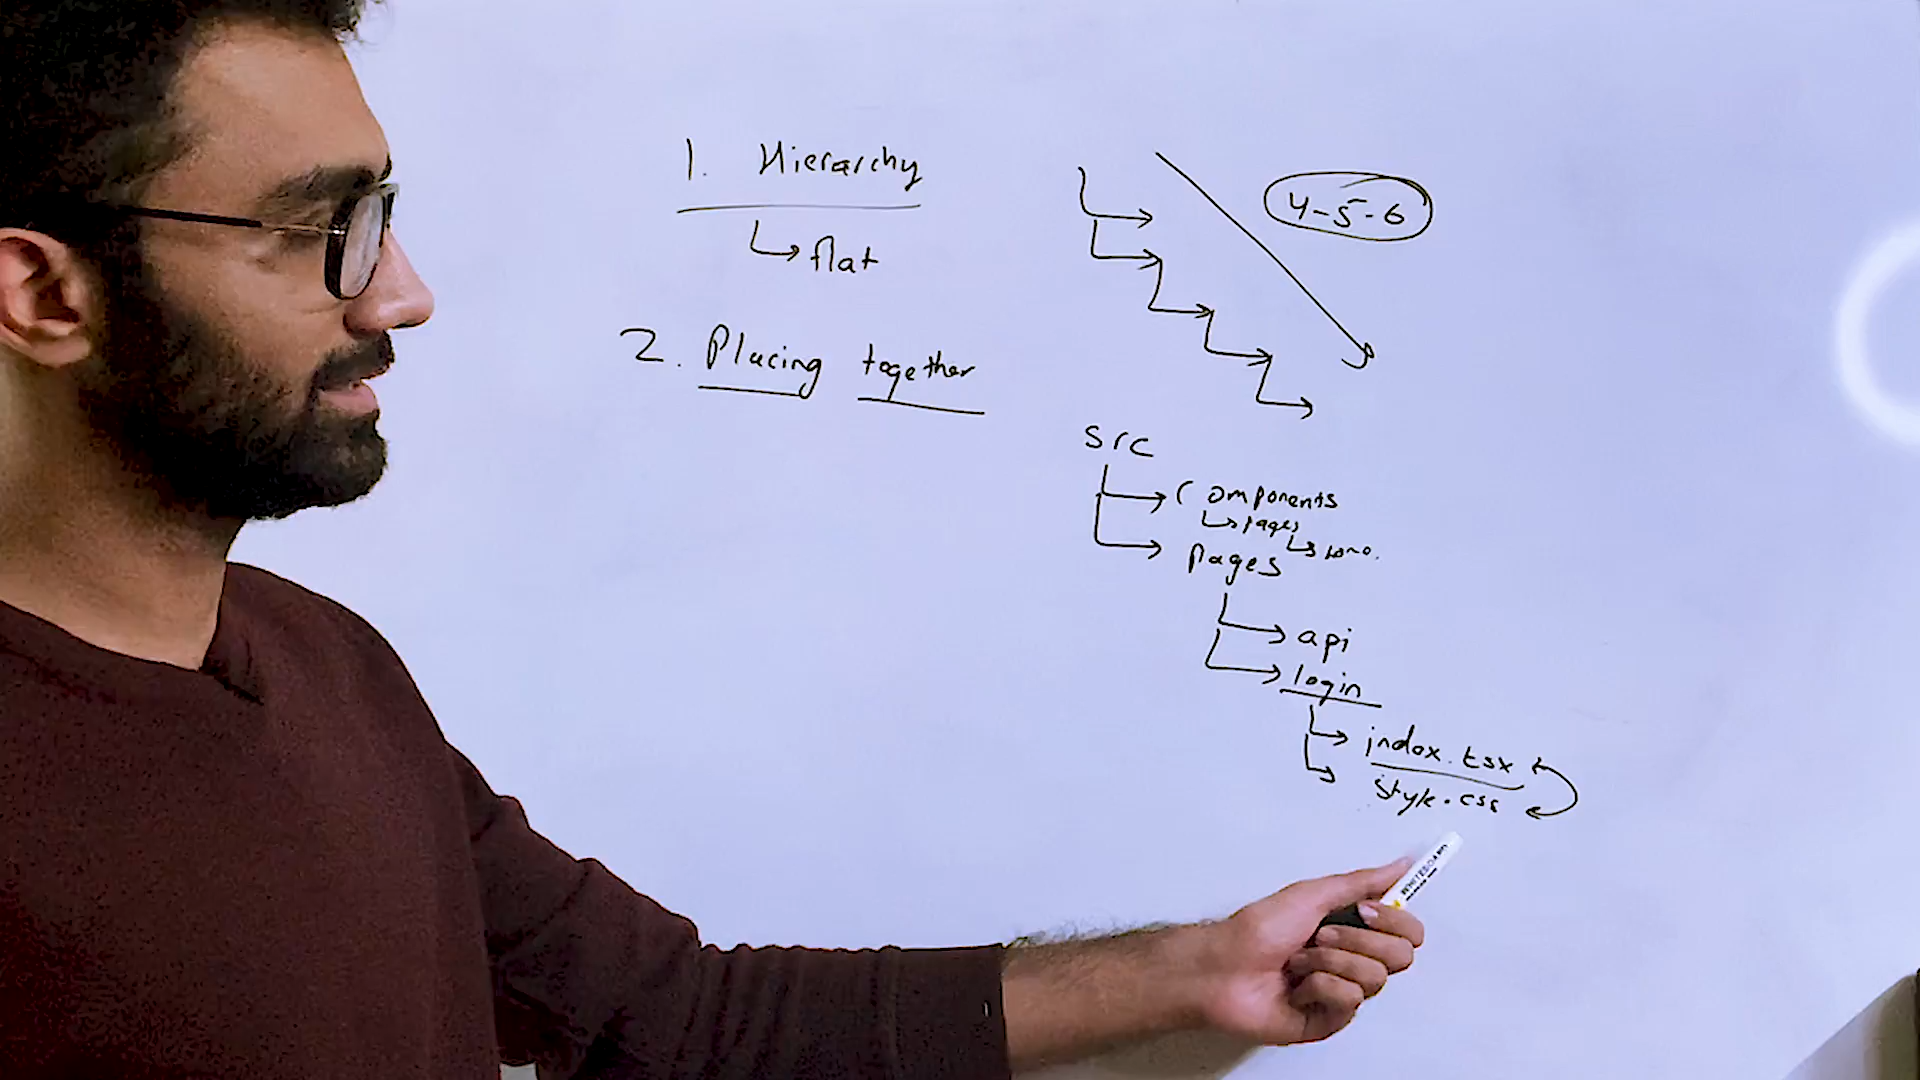 1. Hierarchy
flat
4-5-6
2. Placing together
src
components
pages
pages
api
login
index.tsx
style.css
WHITEBOARD